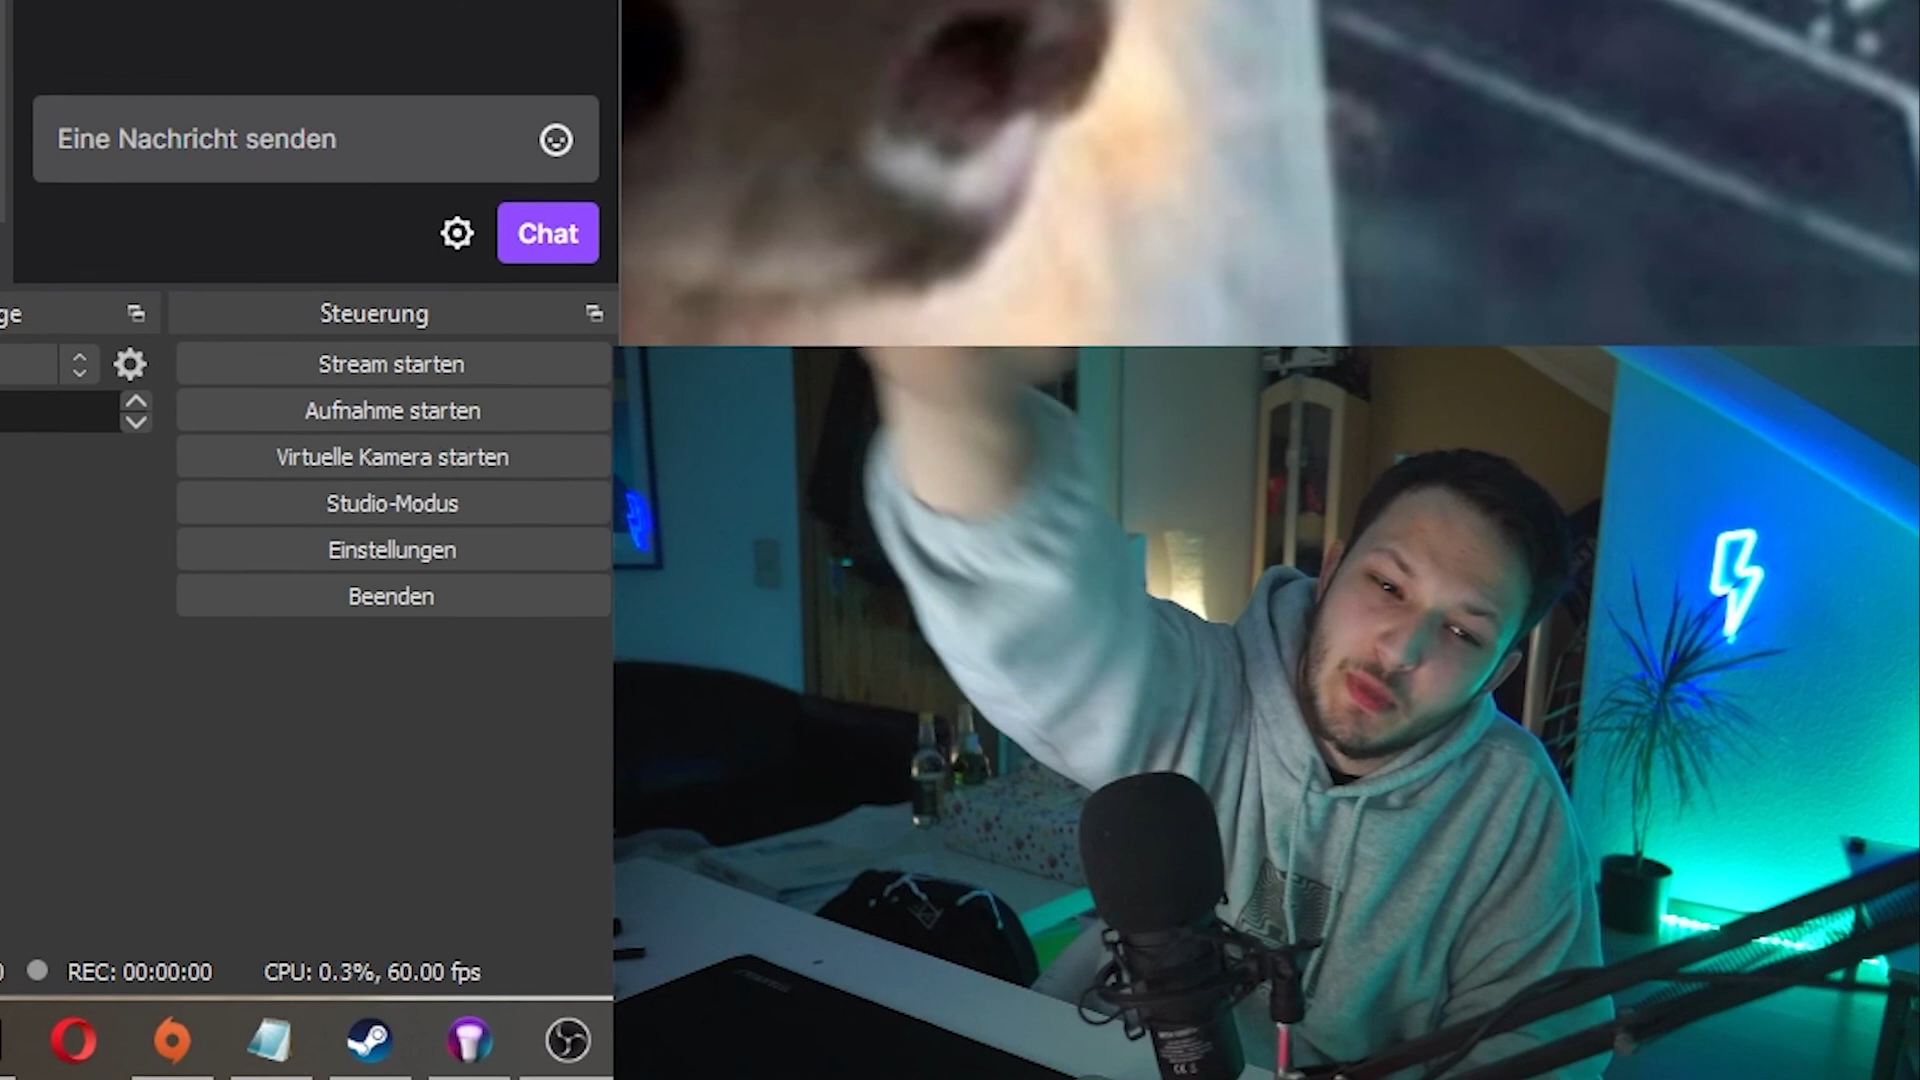 Eine Nachricht senden
Chat
ge
Steuerung
Stream starten
Aufnahme starten
Virtuelle Kamera starten
Studio-Modus
Einstellungen
Beenden
REC: 00:00:00
CPU: 0.3%, 60.00 fps